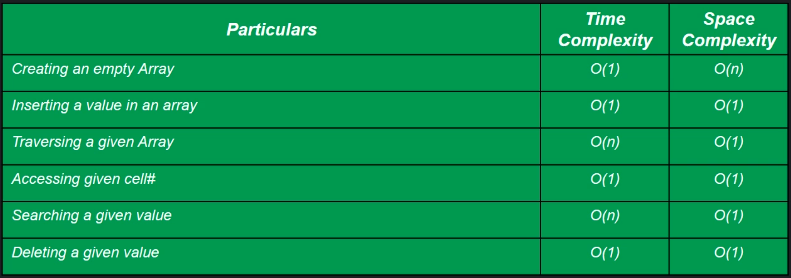 Particulars Time Complexity Space Complexity
Creating an empty Array O(1) O(n)
Inserting a value in an array O(1) O(1)
Traversing a given Array O(n) O(1)
Accessing given cell# O(1) O(1)
Searching a given value O(n) O(1)
Deleting a given value O(1) O(1)